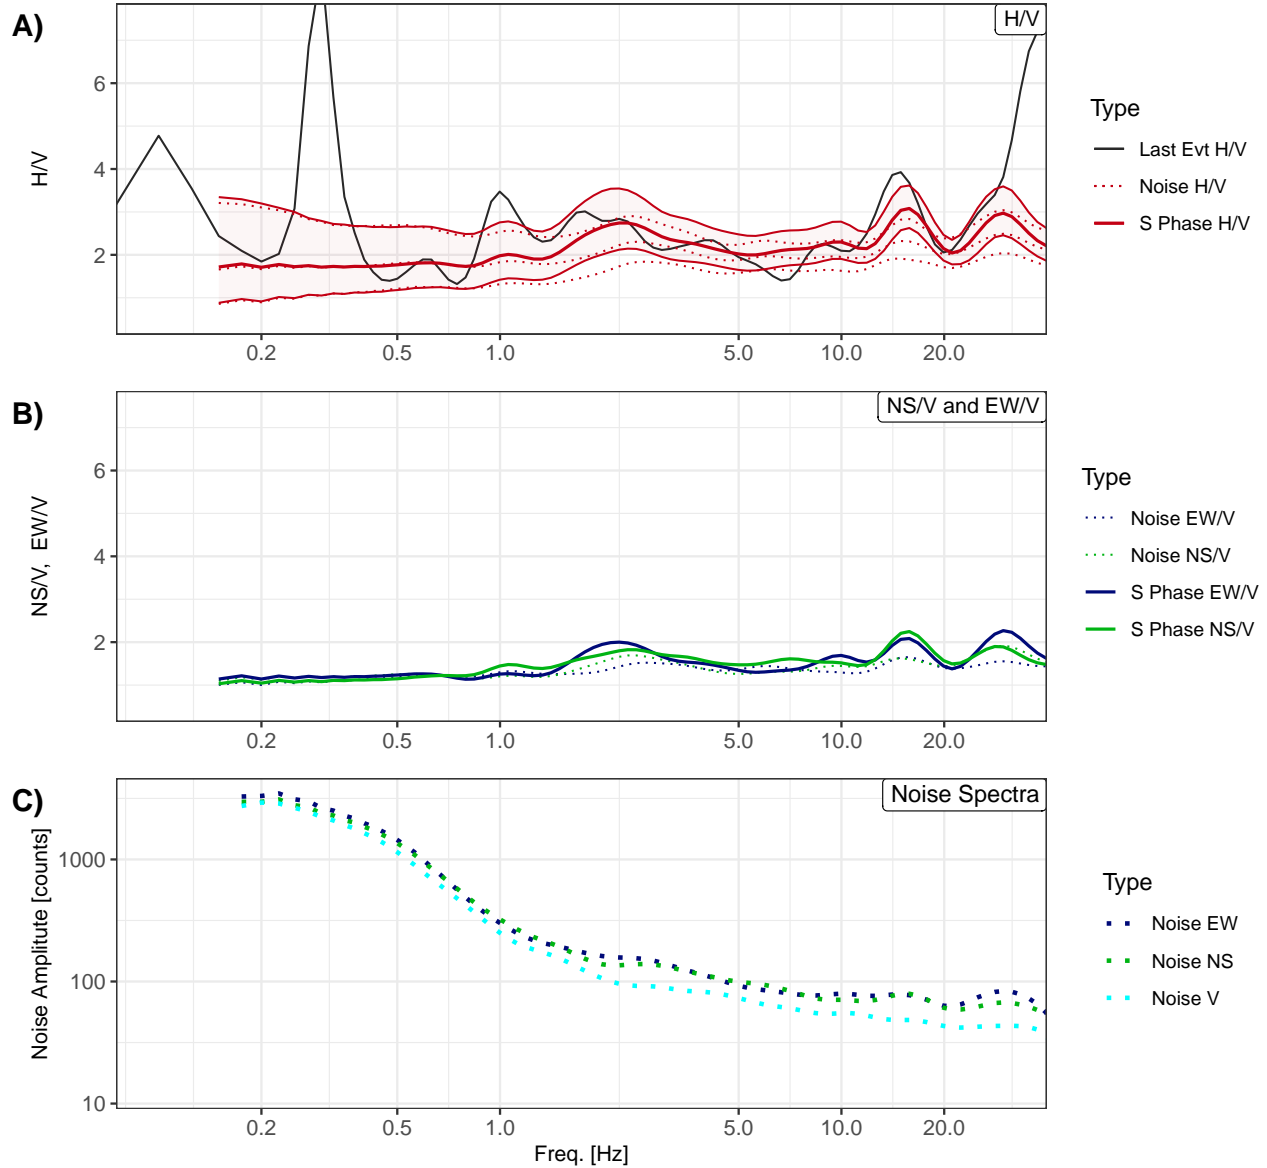 A)
H/V
H/V
6
4
2
0.2
0.5
1.0
5.0
10.0
20.0
Type
Last Evt H/V
Noise H/V
S Phase H/V
B)
NS/V and EW/V
NS/V,  EW/V
6
4
2
0.2
0.5
1.0
5.0
10.0
20.0
Type
Noise EW/V
Noise NS/V
S Phase EW/V
S Phase NS/V
C)
Noise Spectra
Noise Amplitute [counts]
1000
100
10
0.2
0.5
1.0
5.0
10.0
20.0
Freq. [Hz]
Type
Noise EW
Noise NS
Noise V